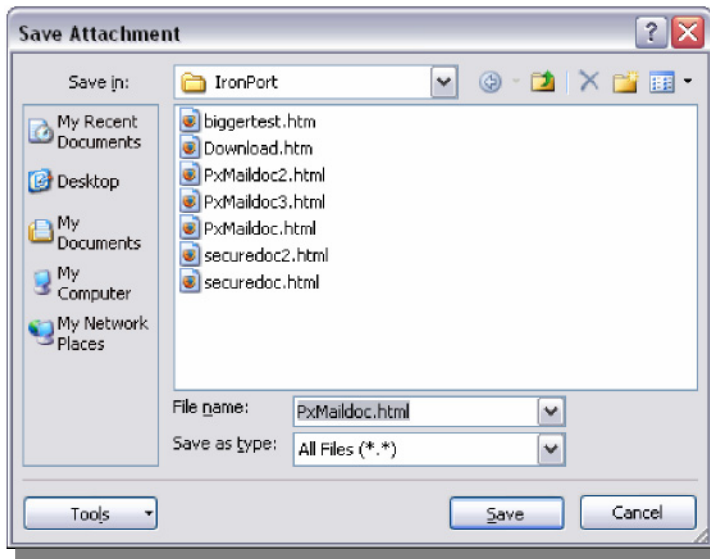 Save Attachment
Save in:
IronPort
My Recent
Documents
Desktop
My
Documents
My
Computer
My Network
Places
biggertest.htm
Download.htm
PxMaildoc2.html
PxMaildoc3.html
PxMaildoc.html
securedoc2.html
securedoc.html
File name:
PxMaildoc.html
Save as type:
All Files (*.*)
Tools
Save
Cancel